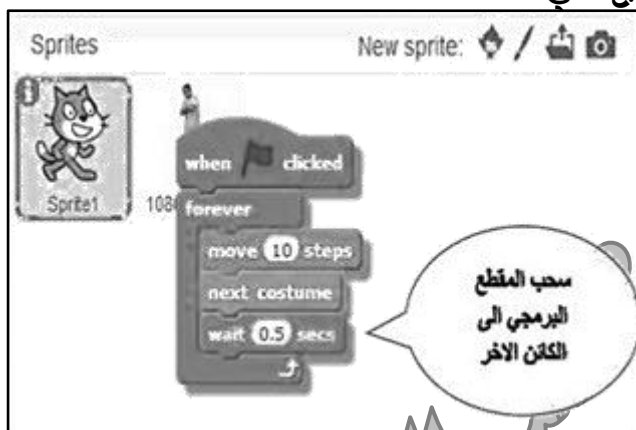 Sprites
New sprite:
Sprite1
when clicked
forever
move 10 steps
next costume
wait 0.5 secs
سحب المقطع
البرمجي الى
الكائن الاخر